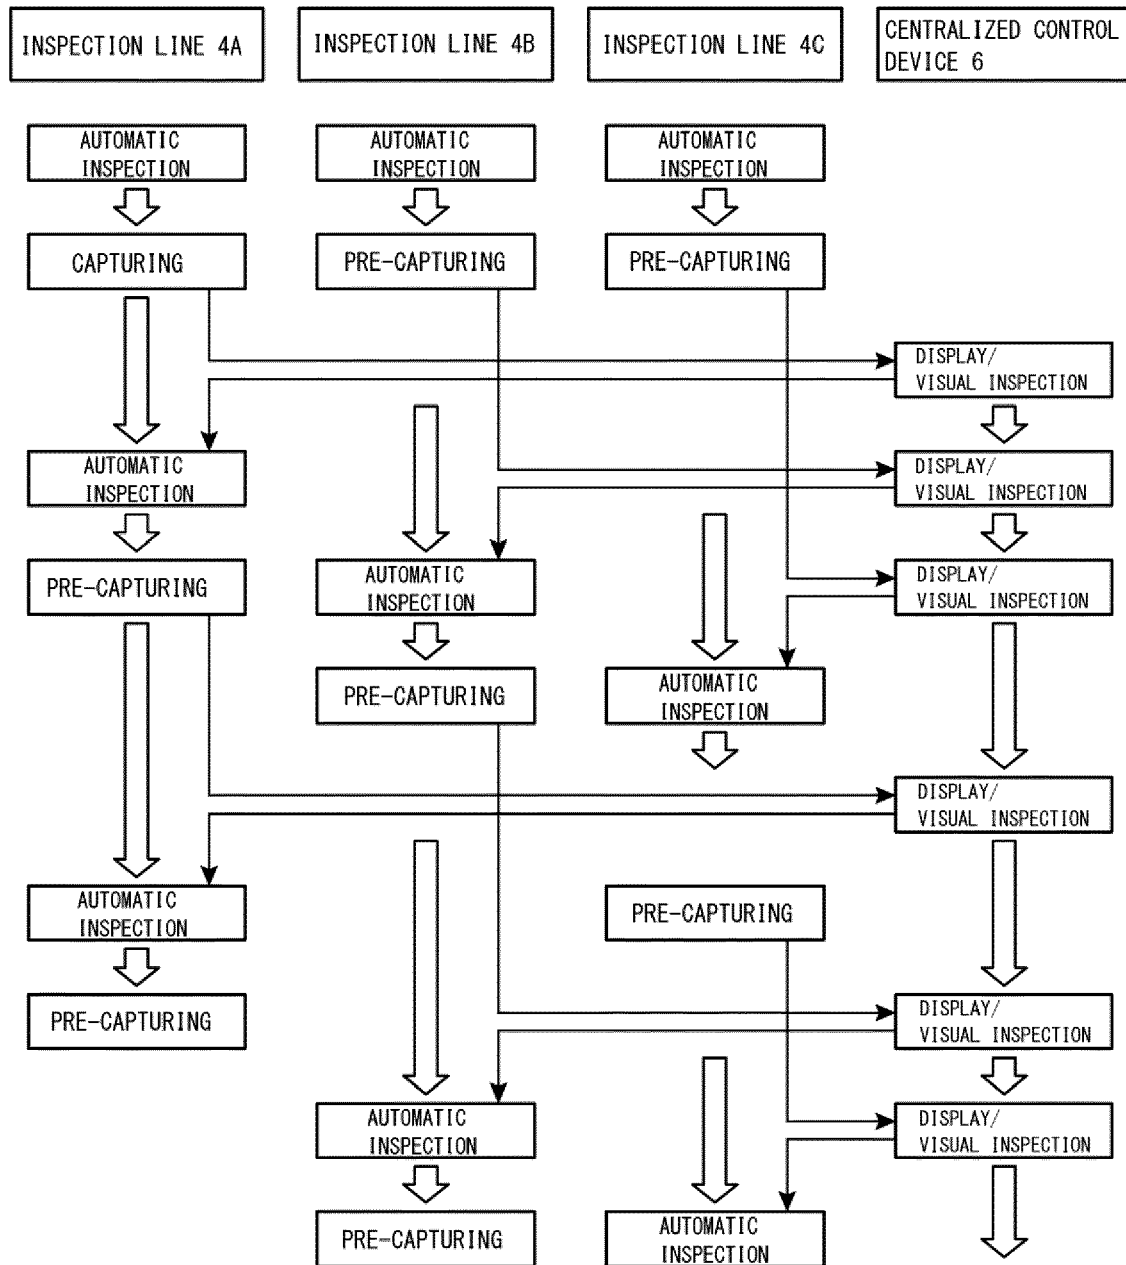 INSPECTION LINE 4A
INSPECTION LINE 4B
INSPECTION LINE 4C
CENTRALIZED CONTROL
DEVICE 6
AUTOMATIC
INSPECTION
AUTOMATIC
INSPECTION
AUTOMATIC
INSPECTION
CAPTURING
PRE-CAPTURING
PRE-CAPTURING
DISPLAY/
VISUAL INSPECTION
AUTOMATIC
INSPECTION
DISPLAY/
VISUAL INSPECTION
PRE-CAPTURING
AUTOMATIC
INSPECTION
DISPLAY/
VISUAL INSPECTION
PRE-CAPTURING
AUTOMATIC
INSPECTION
DISPLAY/
VISUAL INSPECTION
AUTOMATIC
INSPECTION
PRE-CAPTURING
PRE-CAPTURING
DISPLAY/
VISUAL INSPECTION
AUTOMATIC
INSPECTION
DISPLAY/
VISUAL INSPECTION
PRE-CAPTURING
AUTOMATIC
INSPECTION